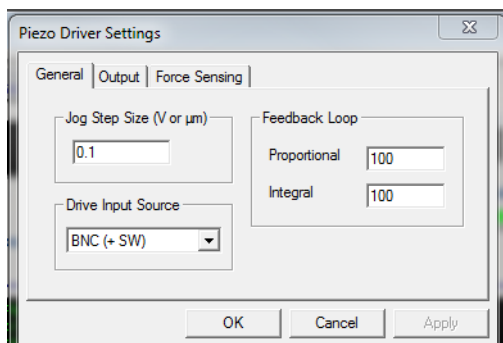 Piezo Driver Settings
General Output Force Sensing
Jog Step Size (V or µm)
0.1
Drive Input Source
BNC (+ SW)
Feedback Loop
Proportional 100
Integral 100
OK Cancel Apply